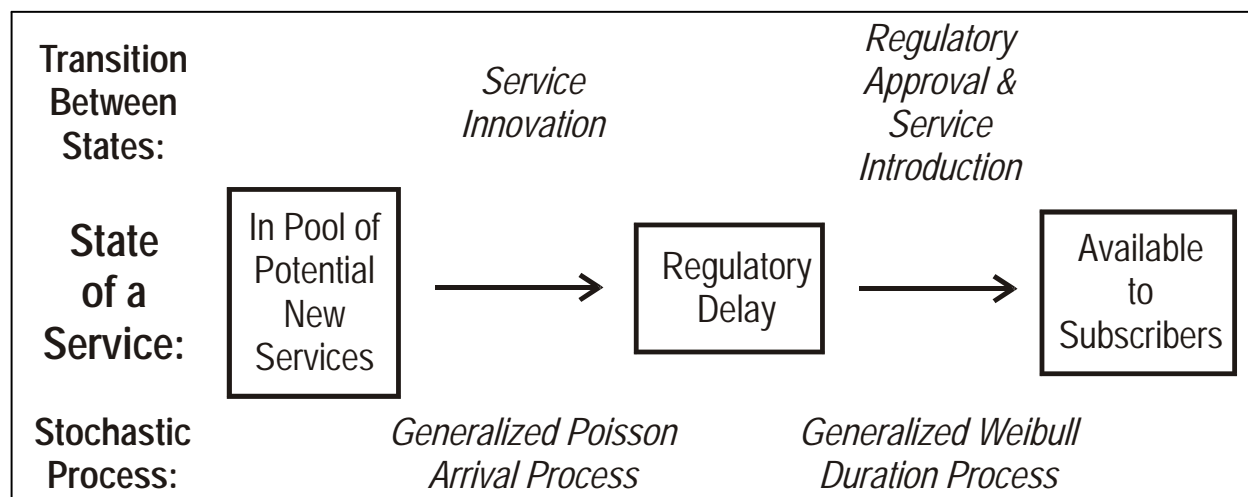 Transition
Between
States:
Service
Innovation
Regulatory
Approval &
Service
Introduction
State
of a
Service:
In Pool of
Potential
New
Services
Regulatory
Delay
Available
to
Subscribers
Stochastic
Process:
Generalized Poisson
Arrival Process
Generalized Weibull
Duration Process